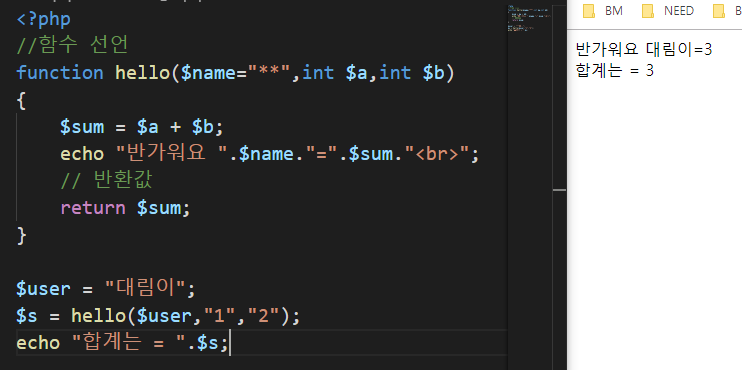 <?php
//함수 선언
function hello($name="**",int $a,int $b)
{
    $sum = $a + $b;
    echo "반가워요 ".$name."=".$sum."<br>";
    // 반환값
    return $sum;
}
$user = "대림이";
$s = hello($user,"1","2");
echo "합계는 = ".$s;
BM NEED B
반가워요 대림이=3
합계는 = 3